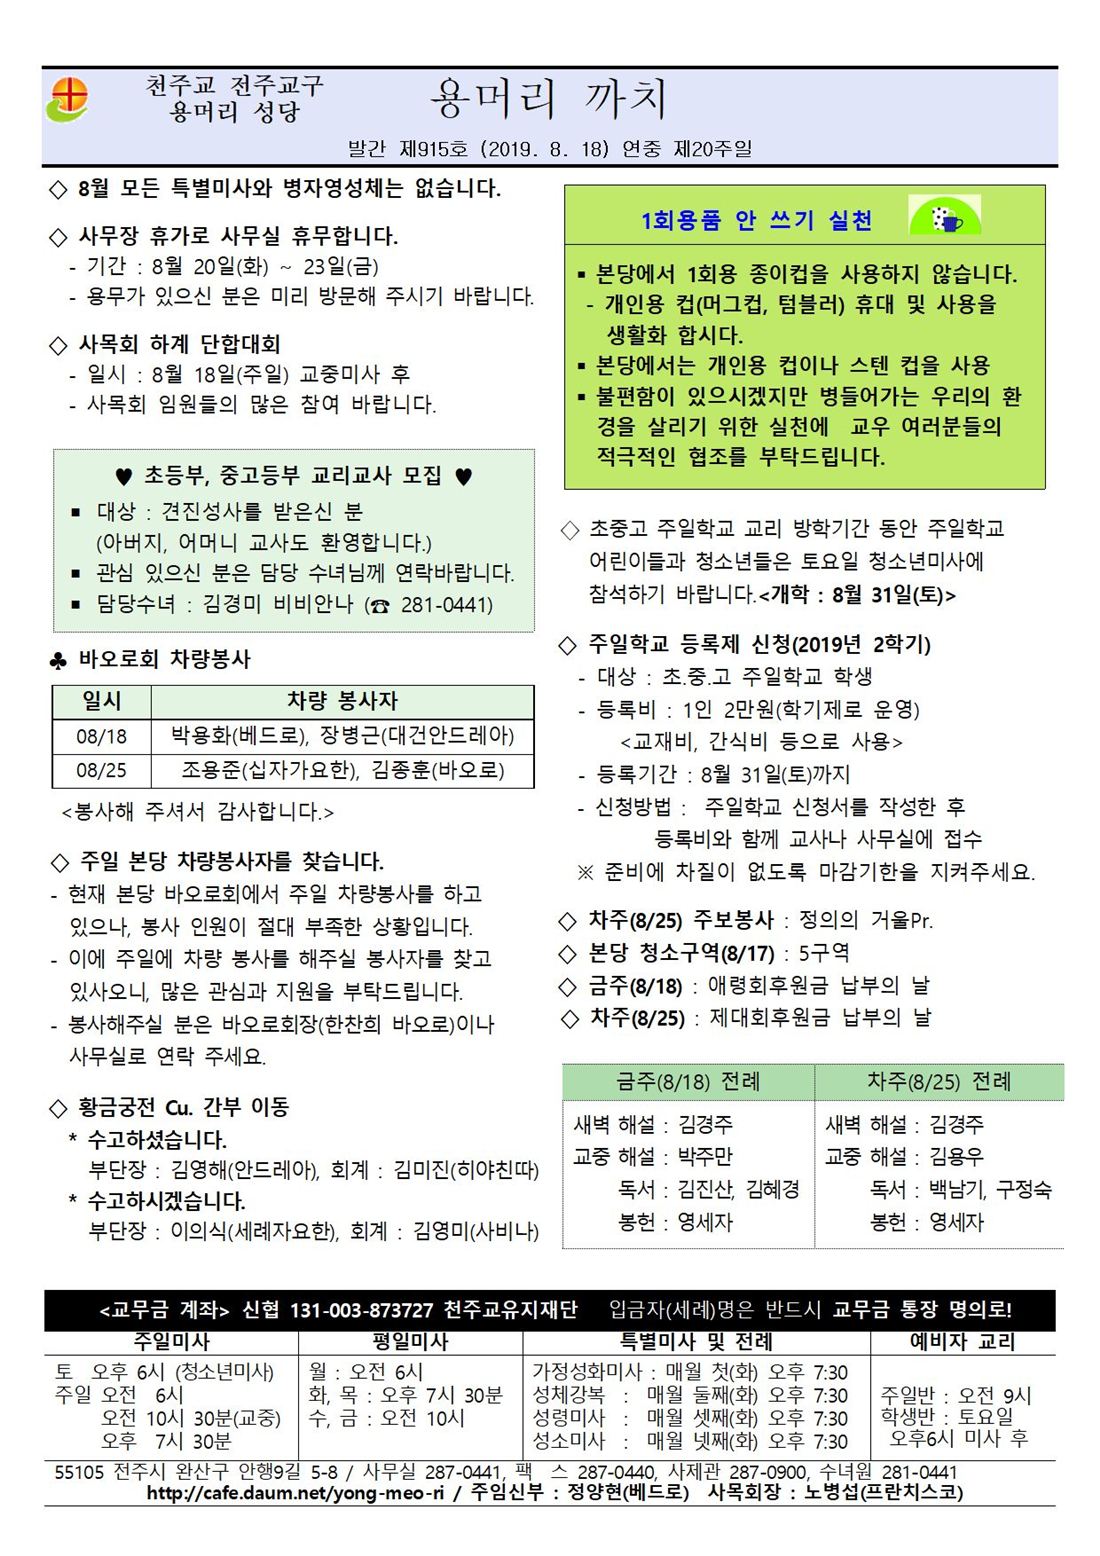 천주교 전주교구
용머리 성당
용머리 까치
발간 제915호 (2019. 8. 18) 연중 제20주일
◇ 8월 모든 특별미사와 병자영성체는 없습니다.
◇ 사무장 휴가로 사무실 휴무합니다.
- 기간 : 8월 20일(화) ~ 23일(금)
- 용무가 있으신 분은 미리 방문해 주시기 바랍니다.
◇ 사목회 하계 단합대회
- 일시 : 8월 18일(주일) 교중미사 후
- 사목회 임원들의 많은 참여 바랍니다.
♥ 초등부, 중고등부 교리교사 모집 ♥
▪ 대상 : 견진성사를 받은신 분
(아버지, 어머니 교사도 환영합니다.)
▪ 관심 있으신 분은 담당 수녀님께 연락바랍니다.
▪ 담당수녀 : 김경미 비비안나 (☎ 281-0441)
♣ 바오로회 차량봉사
일시 차량 봉사자
08/18 박용화(베드로), 장병근(대건안드레아)
08/25 조용준(십자가요한), 김종훈(바오로)
<봉사해 주셔서 감사합니다.>
◇ 주일 본당 차량봉사자를 찾습니다.
- 현재 본당 바오로회에서 주일 차량봉사를 하고
있으나, 봉사 인원이 절대 부족한 상황입니다.
- 이에 주일에 차량 봉사를 해주실 봉사자를 찾고
있사오니, 많은 관심과 지원을 부탁드립니다.
- 봉사해주실 분은 바오로회장(한찬희 바오로)이나
사무실로 연락 주세요.
◇ 황금궁전 Cu. 간부 이동
* 수고하셨습니다.
부단장 : 김영해(안드레아), 회계 : 김미진(히야친따)
* 수고하시겠습니다.
부단장 : 이의식(세례자요한), 회계 : 김영미(사비나)
1회용품 안 쓰기 실천
▪ 본당에서 1회용 종이컵을 사용하지 않습니다.
- 개인용 컵(머그컵, 텀블러) 휴대 및 사용을
생활화 합시다.
▪ 본당에서는 개인용 컵이나 스텐 컵을 사용
▪ 불편함이 있으시겠지만 병들어가는 우리의 환
경을 살리기 위한 실천에 교우 여러분들의
적극적인 협조를 부탁드립니다.
◇ 초중고 주일학교 교리 방학기간 동안 주일학교
어린이들과 청소년들은 토요일 청소년미사에
참석하기 바랍니다.<개학 : 8월 31일(토)>
◇ 주일학교 등록제 신청(2019년 2학기)
- 대상 : 초.중.고 주일학교 학생
- 등록비 : 1인 2만원(학기제로 운영)
<교재비, 간식비 등으로 사용>
- 등록기간 : 8월 31일(토)까지
- 신청방법 : 주일학교 신청서를 작성한 후
등록비와 함께 교사나 사무실에 접수
※ 준비에 차질이 없도록 마감기한을 지켜주세요.
◇ 차주(8/25) 주보봉사 : 정의의 거울Pr.
◇ 본당 청소구역(8/17) : 5구역
◇ 금주(8/18) : 애령회후원금 납부의 날
◇ 차주(8/25) : 제대회후원금 납부의 날
금주(8/18) 전례 차주(8/25) 전례
새벽 해설 : 김경주 새벽 해설 : 김경주
교중 해설 : 박주만 교중 해설 : 김용우
독서 : 김진산, 김혜경 독서 : 백남기, 구정숙
봉헌 : 영세자 봉헌 : 영세자
<교무금 계좌> 신협 131-003-873727 천주교유지재단 입금자(세례)명은 반드시 교무금 통장 명의로!
주일미사 평일미사 특별미사 및 전례 예비자 교리
토 오후 6시 (청소년미사) 월 : 오전 6시 가정성화미사 : 매월 첫(화) 오후 7:30
주일 오전 6시 화, 목 : 오후 7시 30분 성체강복 : 매월 둘째(화) 오후 7:30 주일반 : 오전 9시
오전 10시 30분(교중) 수, 금 : 오전 10시 성령미사 : 매월 셋째(화) 오후 7:30 학생반 : 토요일
오후 7시 30분 성소미사 : 매월 넷째(화) 오후 7:30 오후6시 미사 후
55105 전주시 완산구 안행9길 5-8 / 사무실 287-0441, 팩 스 287-0440, 사제관 287-0900, 수녀원 281-0441
http://cafe.daum.net/yong-meo-ri / 주임신부 : 정양현(베드로) 사목회장 : 노병섭(프란치스코)